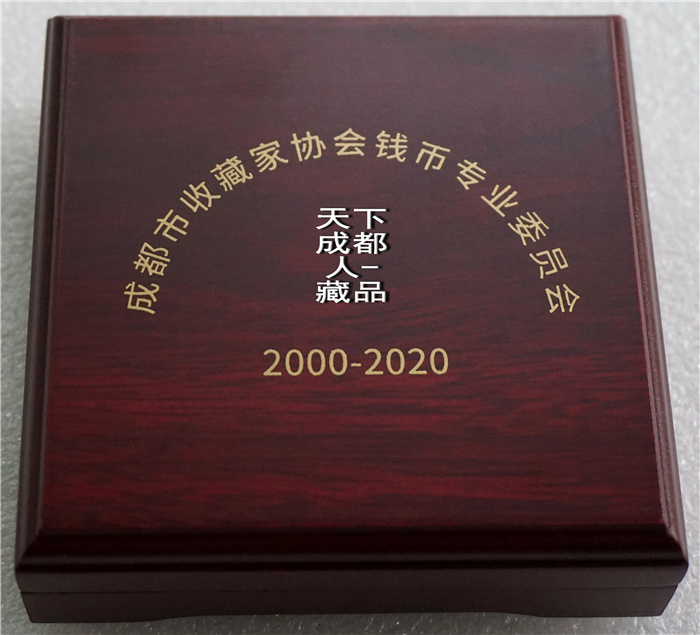 成都市收藏家协会钱币专业委员会
天下
成都
人-
藏品
2000-2020